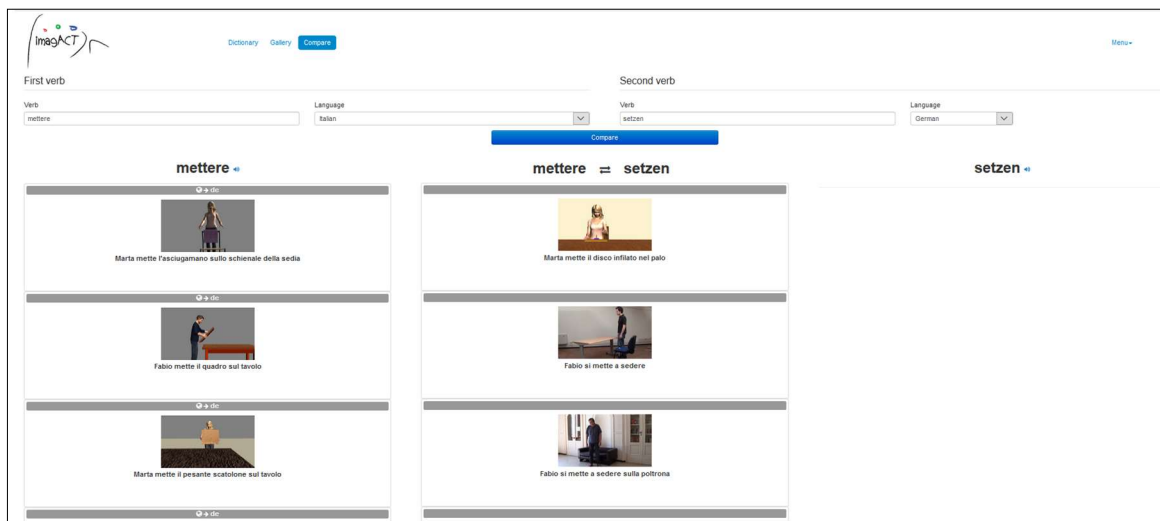 imagACT
Dictionary Gallery Compare Menu
First verb
Second verb
Verb Language
Verb Language
mettere Italian
setzen German
Compare
mettere
mettere ⇄ setzen
setzen
→ de
Marta mette l'asciugamano sullo schienale della sedia
Marta mette il disco infilato nel palo
→ de
Fabio mette il quadro sul tavolo
Fabio si mette a sedere
→ de
Marta mette il pesante scatolone sul tavolo
Fabio si mette a sedere sulla poltrona
→ de